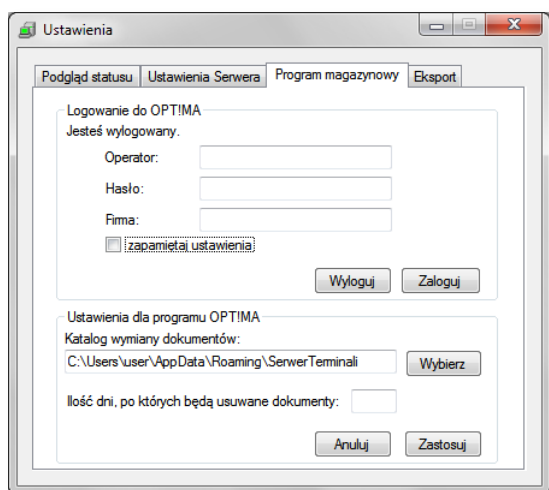 Ustawienia
Podgląd statusu Ustawienia Serwera Program magazynowy Eksport
Logowanie do OPT!MA
Jesteś wylogowany.
Operator:
Hasło:
Firma:
zapamiętaj ustawienia
Wyloguj Zaloguj
Ustawienia dla programu OPT!MA
Katalog wymiany dokumentów:
C:\Users\user\AppData\Roaming\SerwerTerminali Wybierz
Ilość dni, po których będą usuwane dokumenty:
Anuluj Zastosuj